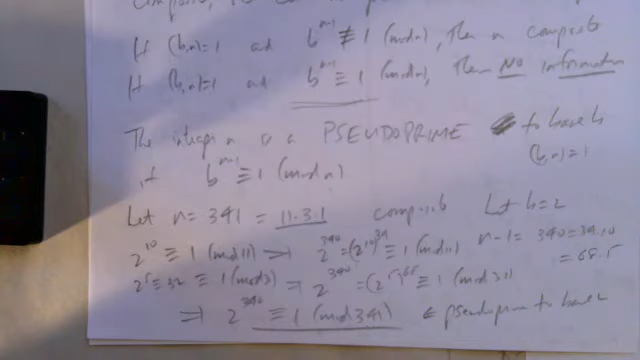 If (b,n)=1 and b^{n-1} ≢ 1 (mod n), Then n composite
If (b,n)=1 and b^{n-1} ≡ 1 (mod n), Then NO information
The integer n is a PSEUDOPRIME to base b
if b^{n-1} ≡ 1 (mod n) (b,n)=1
Let n = 341 = 11.31 composite Let b=2
2^{10} ≡ 1 (mod 11) ⇒ 2^{340} = (2^{10})^{34} ≡ 1 (mod 11) n-1 = 340 = 34.10
2^5 ≡ 32 ≡ 1 (mod 31) ⇒ 2^{340} = (2^5)^{68} ≡ 1 (mod 31) = 68.5
⇒ 2^{340} ≡ 1 (mod 341) ← pseudoprime to base 2